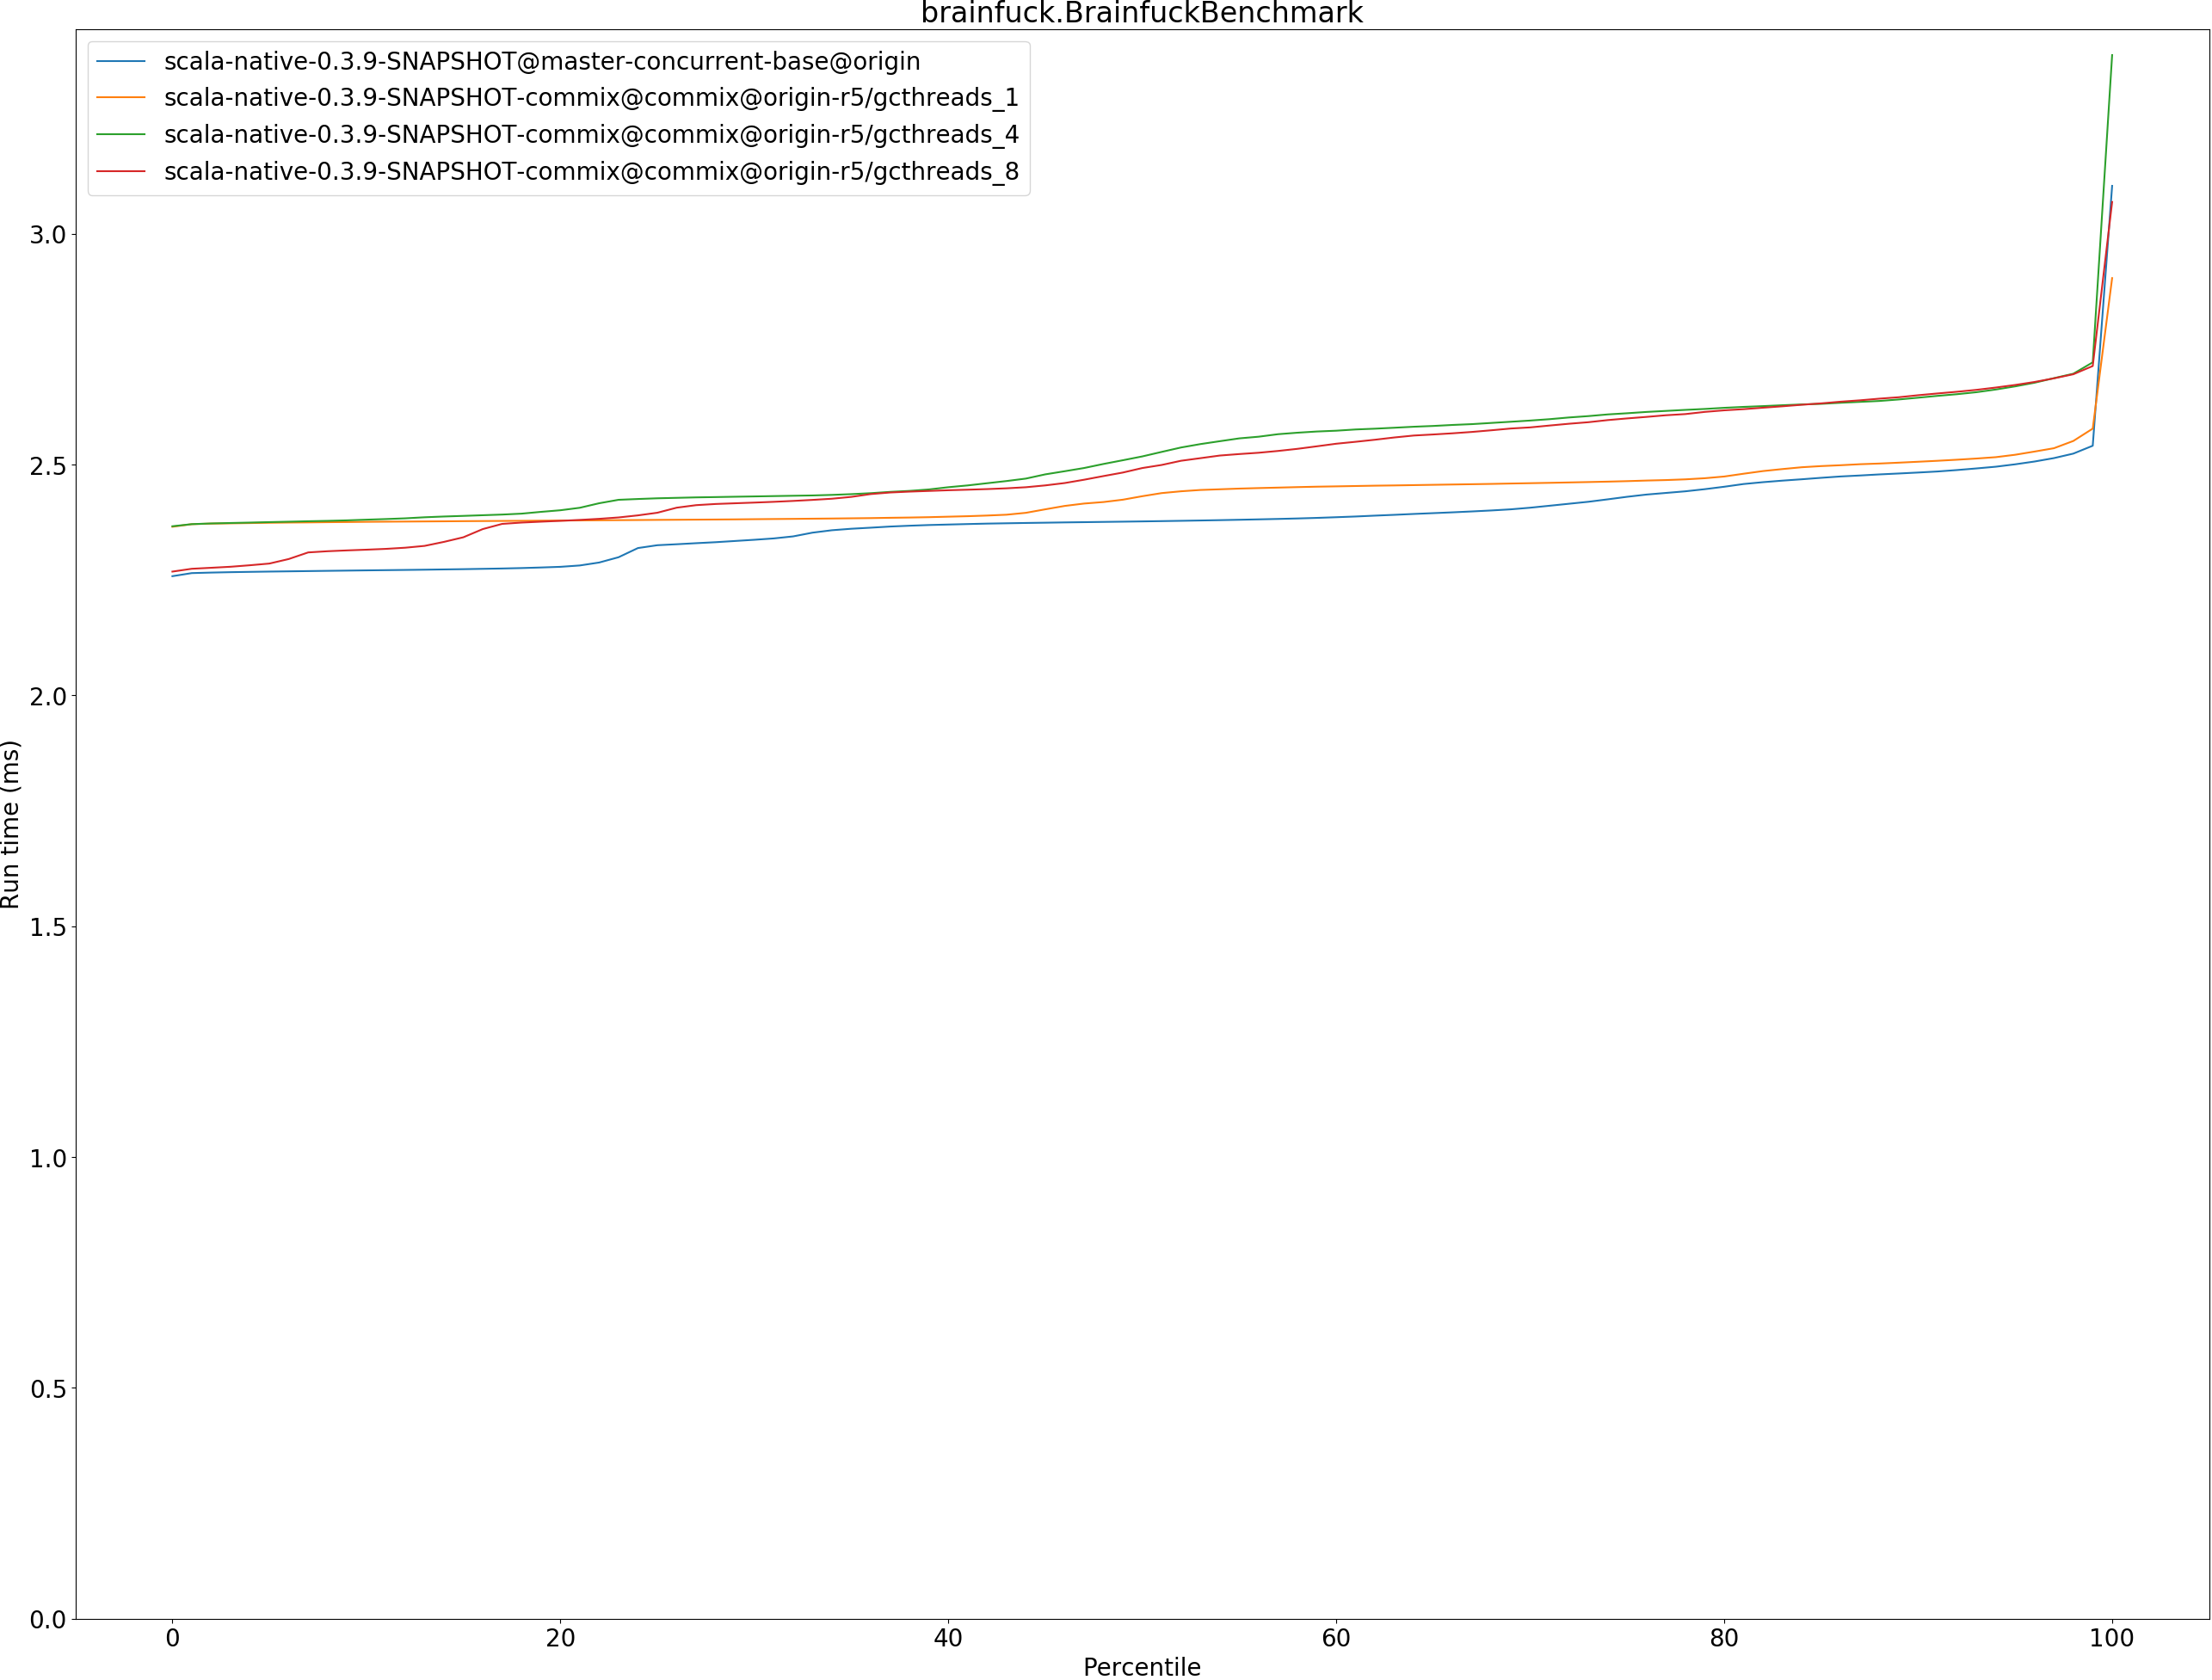 brainfuck.BrainfuckBenchmark
scala-native-0.3.9-SNAPSHOT@master-concurrent-base@origin
scala-native-0.3.9-SNAPSHOT-commix@commix@origin-r5/gcthreads_1
scala-native-0.3.9-SNAPSHOT-commix@commix@origin-r5/gcthreads_4
scala-native-0.3.9-SNAPSHOT-commix@commix@origin-r5/gcthreads_8
3.0
2.5
2.0
1.5
1.0
0.5
0.0
Run time (ms)
0 20 40 60 80 100
Percentile